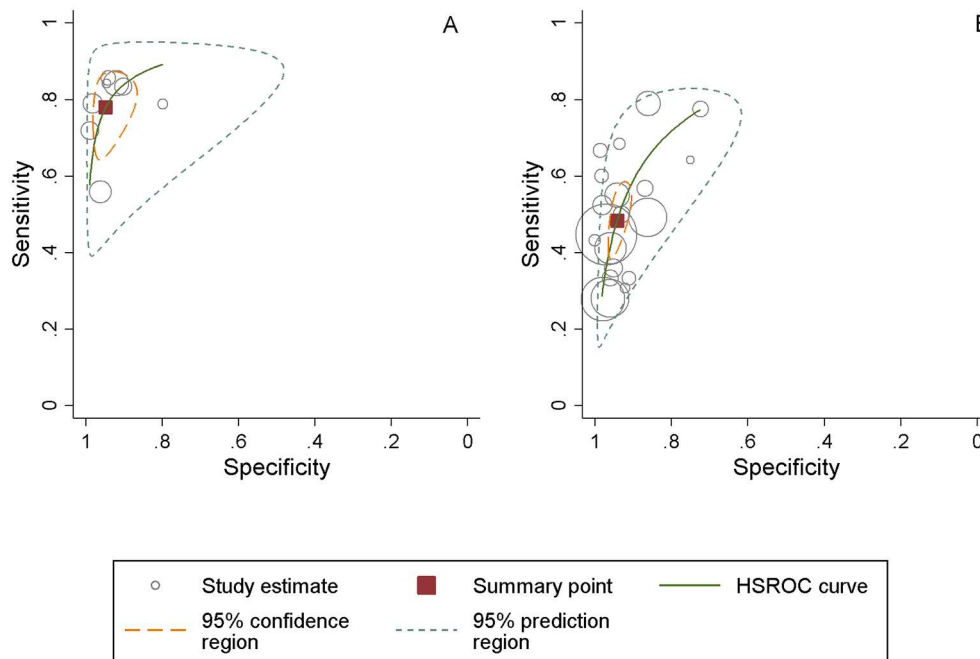 A
1
.8
.6
.4
.2
0
Sensitivity
1
.8
.6
.4
.2
0
Specificity
1
.8
.6
.4
.2
0
Sensitivity
1
.8
.6
.4
.2
0
Specificity
Study estimate
Summary point
HSROC curve
95% confidence
region
95% prediction
region